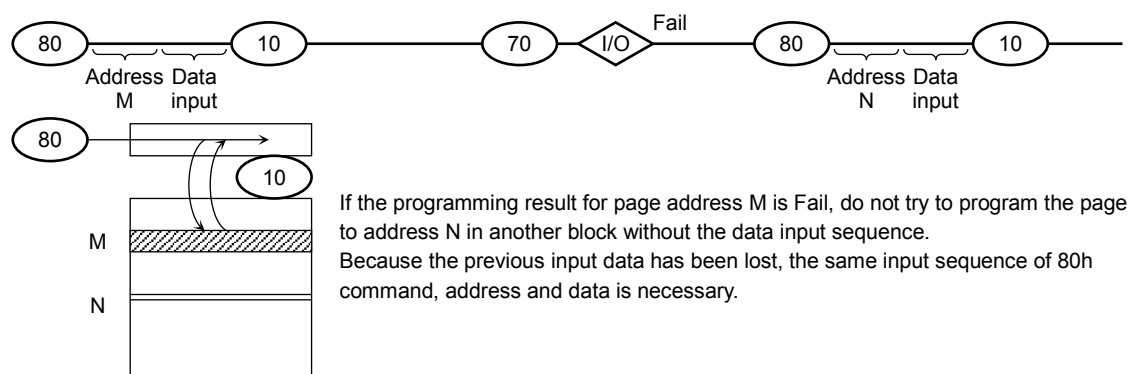 Fail
80
10
70
I/O
80
10
Address
M
Data
input
Address
N
Data
input
80
10
If the programming result for page address M is Fail, do not try to program the page
to address N in another block without the data input sequence.
Because the previous input data has been lost, the same input sequence of 80h
command, address and data is necessary.
M
N